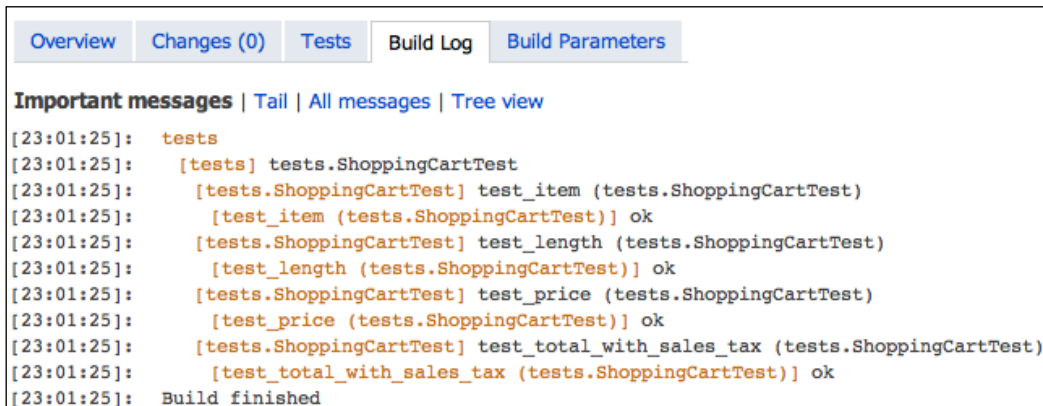 Overview Changes (0) Tests Build Log Build Parameters
Important messages | Tail | All messages | Tree view
[23:01:25]: tests
[23:01:25]: [tests] tests.ShoppingCartTest
[23:01:25]: [tests.ShoppingCartTest] test_item (tests.ShoppingCartTest)
[23:01:25]: [test_item (tests.ShoppingCartTest)] ok
[23:01:25]: [tests.ShoppingCartTest] test_length (tests.ShoppingCartTest)
[23:01:25]: [test_length (tests.ShoppingCartTest)] ok
[23:01:25]: [tests.ShoppingCartTest] test_price (tests.ShoppingCartTest)
[23:01:25]: [test_price (tests.ShoppingCartTest)] ok
[23:01:25]: [tests.ShoppingCartTest] test_total_with_sales_tax (tests.ShoppingCartTest)
[23:01:25]: [test_total_with_sales_tax (tests.ShoppingCartTest)] ok
[23:01:25]: Build finished